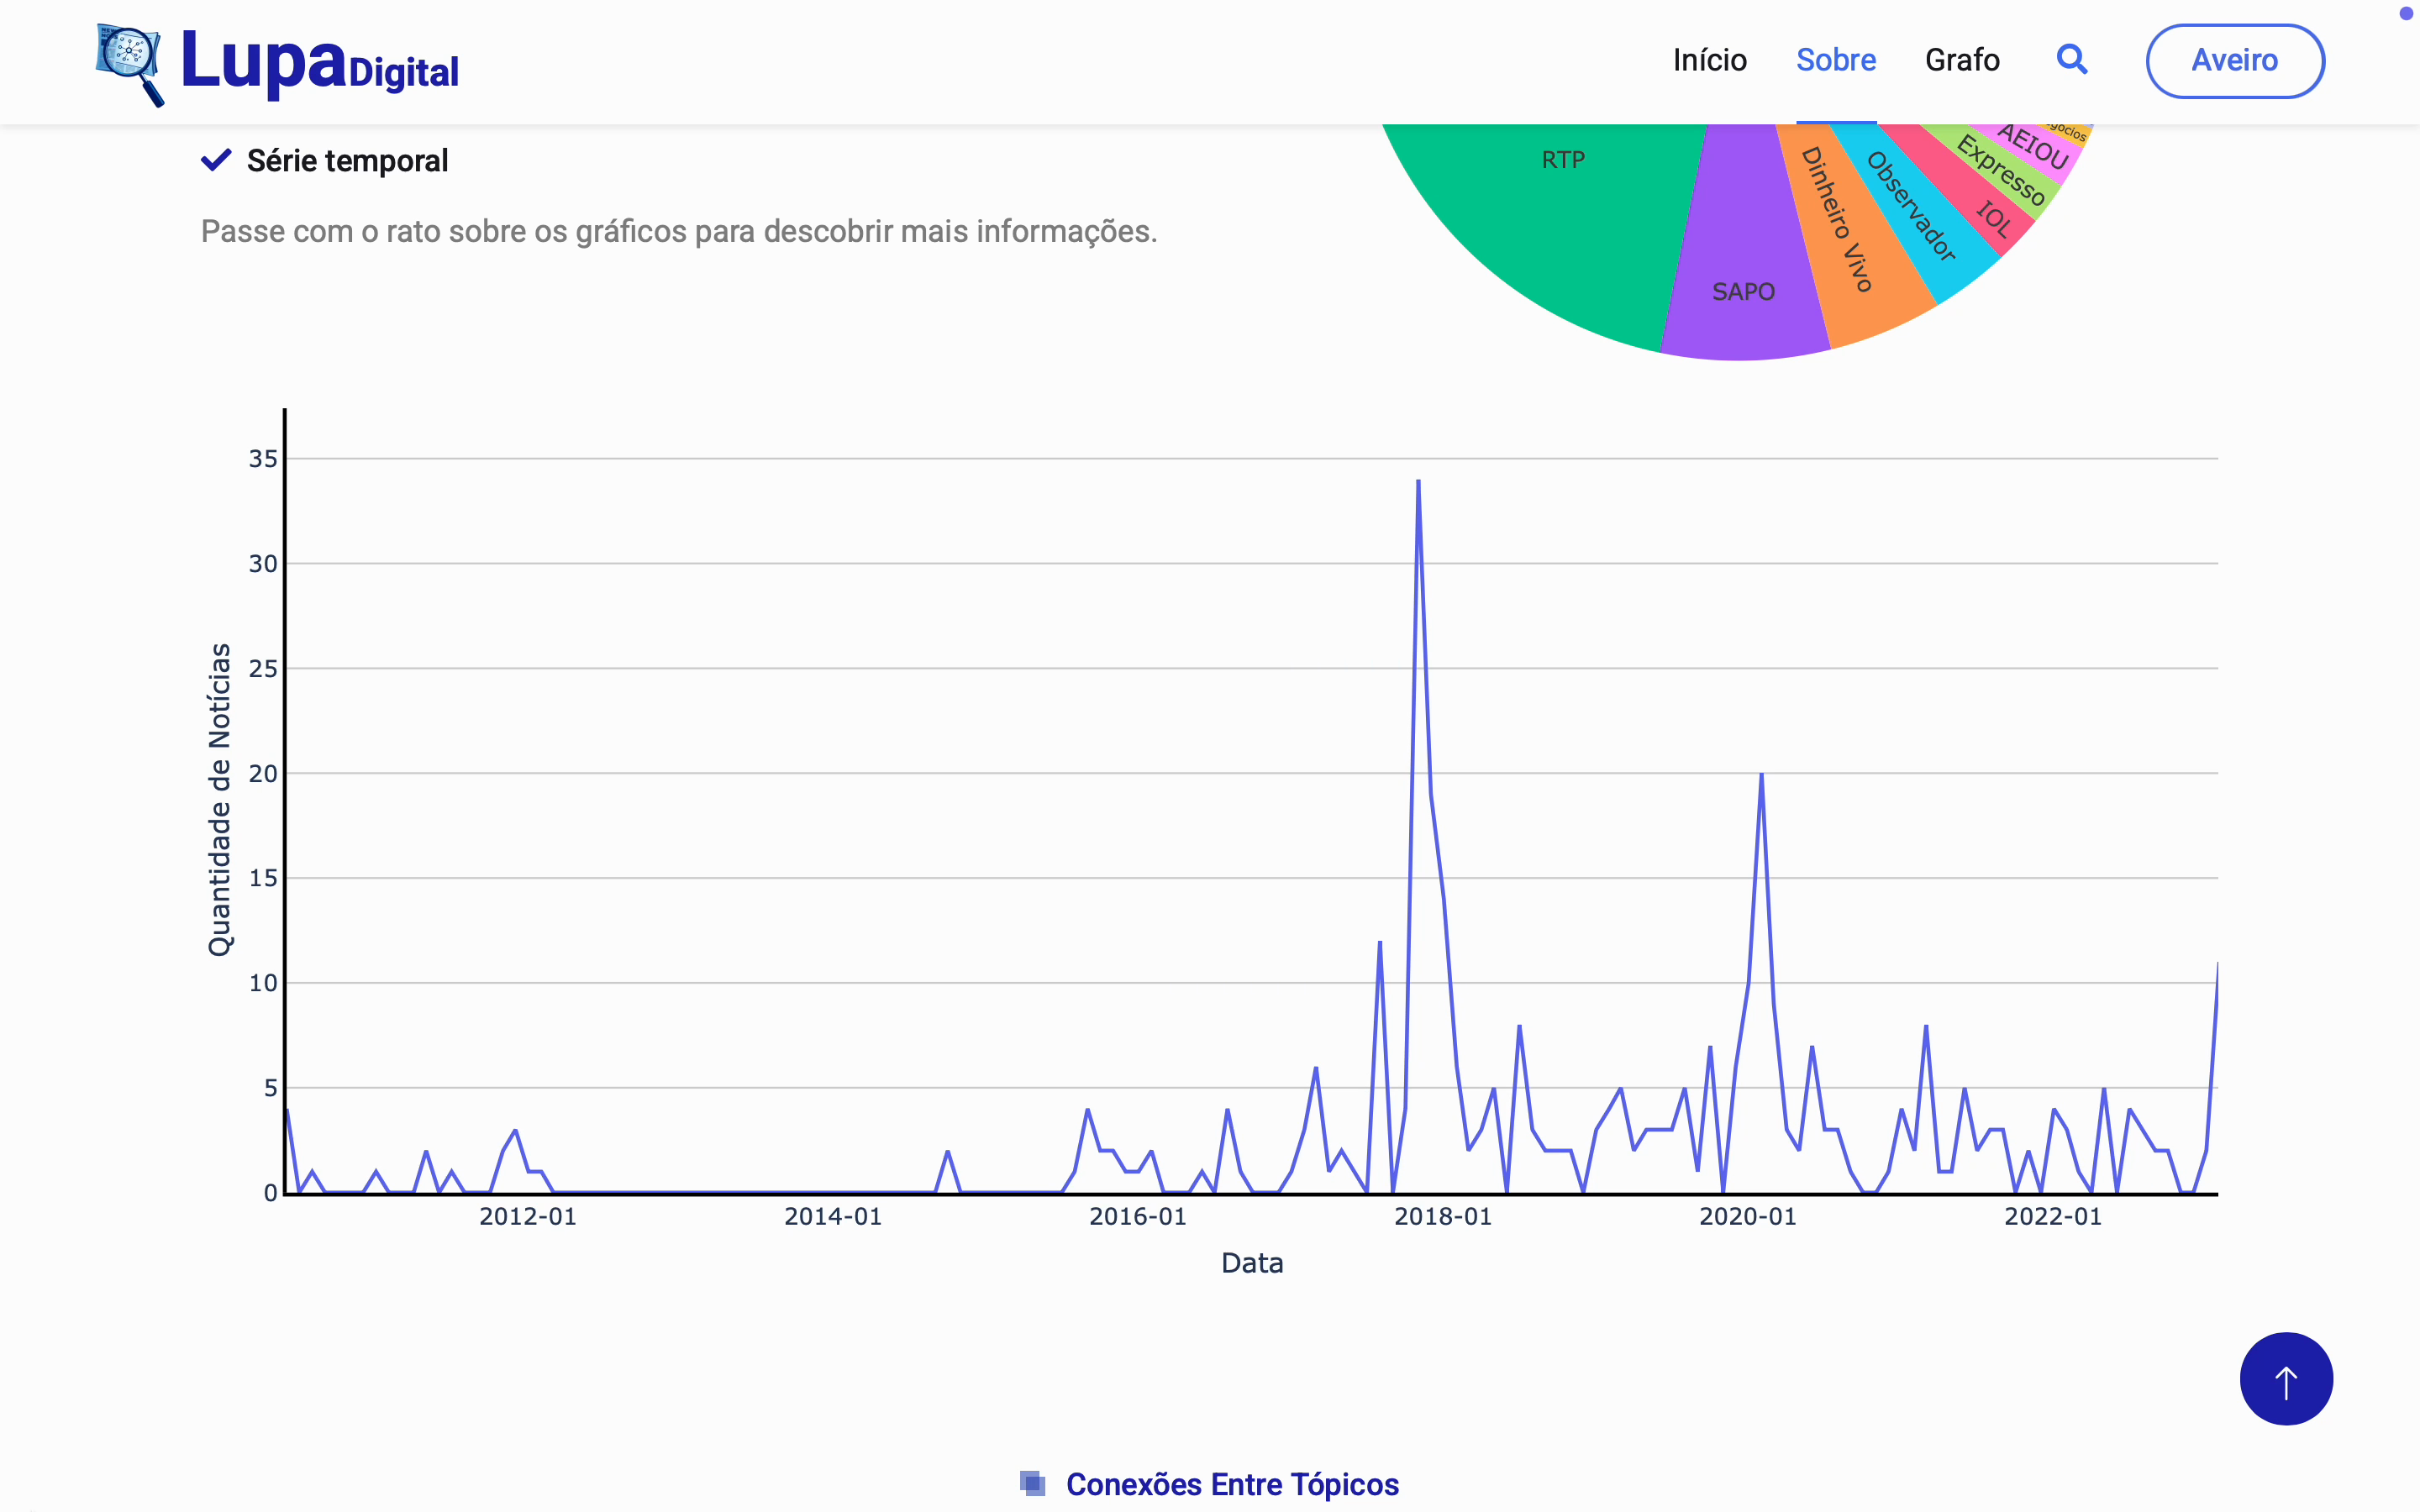 LupaDigital
Início
Sobre
Grafo
Aveiro
Série temporal
Passe com o rato sobre os gráficos para descobrir mais informações.
RTP
SAPO
Dinheiro Vivo
Observador
IOL
Expresso
AEIOU
35
30
25
20
15
10
5
0
Quantidade de Notícias
2012-01
2014-01
2016-01
2018-01
2020-01
2022-01
Data
Conexões Entre Tópicos